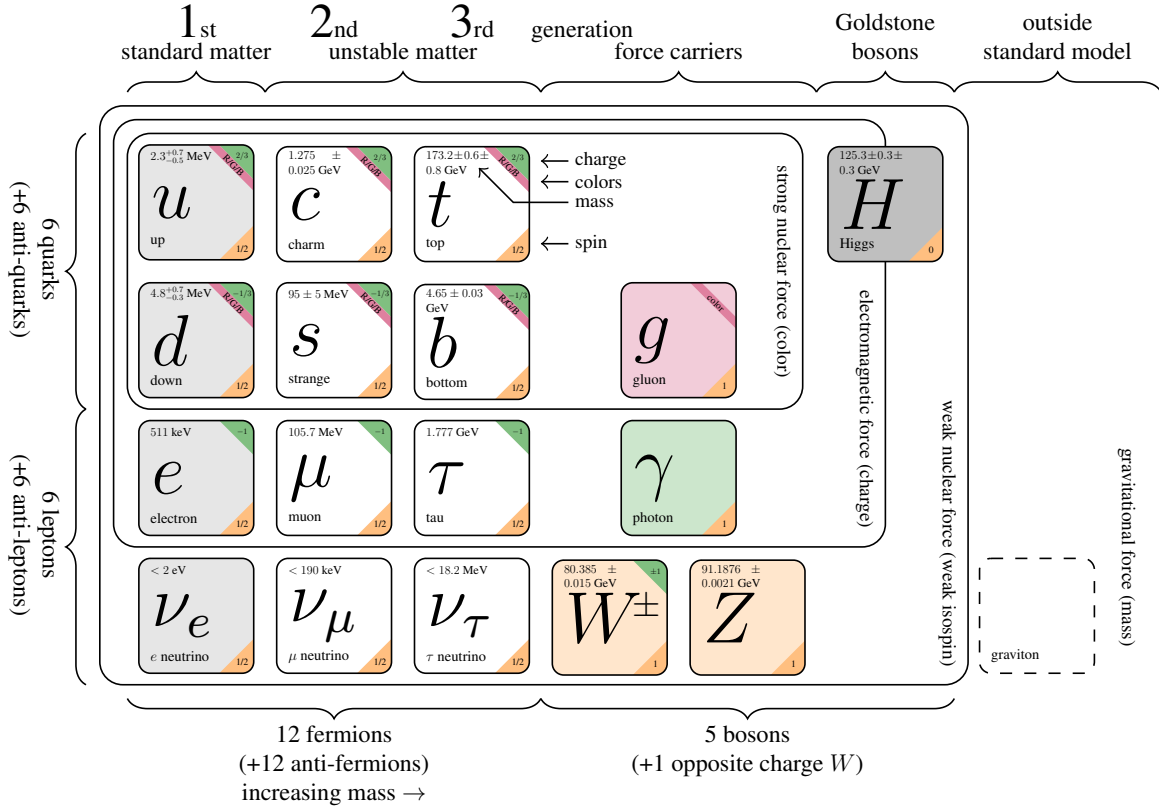 1st 2nd 3rd generation
standard matter
unstable matter
force carriers
Goldstone
bosons
outside
standard model
6 quarks
(+6 anti-quarks)
6 leptons
(+6 anti-leptons)
2.3+0.7−0.5 MeV
2/3
R/G/B
u
up
1/2
1.275 ±
0.025 GeV
2/3
R/G/B
c
charm
1/2
173.2±0.6±
0.8 GeV
2/3
R/G/B
t
top
1/2
← charge
← colors
mass
← spin
125.3±0.3±
0.3 GeV
H
Higgs
0
4.8+0.7−0.3 MeV
−1/3
R/G/B
d
down
1/2
95 ± 5 MeV
−1/3
R/G/B
s
strange
1/2
4.65 ± 0.03
GeV
−1/3
R/G/B
b
bottom
1/2
color
g
gluon
1
strong nuclear force (color)
511 keV
−1
e
electron
1/2
105.7 MeV
−1
μ
muon
1/2
1.777 GeV
−1
τ
tau
1/2
γ
photon
1
electromagnetic force (charge)
< 2 eV
νe
e neutrino
1/2
< 190 keV
νμ
μ neutrino
1/2
< 18.2 MeV
ντ
τ neutrino
1/2
80.385 ±
0.015 GeV
±1
W±
1
91.1876 ±
0.0021 GeV
Z
1
weak nuclear force (weak isospin)
graviton
gravitational force (mass)
12 fermions
(+12 anti-fermions)
increasing mass →
5 bosons
(+1 opposite charge W)